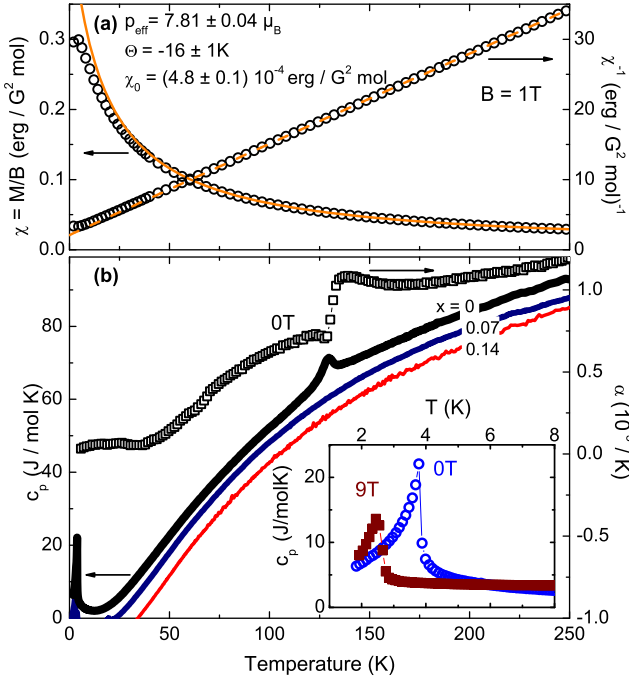 (a) p_eff = 7.81 ± 0.04 μ_B
Θ = -16 ± 1K
χ_0 = (4.8 ± 0.1) 10^-4 erg / G^2 mol
B = 1T
χ = M/B (erg / G^2 mol)
0.3
0.2
0.1
0.0
χ^-1 (erg / G^2 mol)^-1
30
20
10
0
(b)
0T
x = 0
0.07
0.14
c_p (J / mol K)
80
60
40
20
0
1.0
0.5
0.0
-0.5
-1.0
T (K)
2 4 6 8
9T
0T
c_p (J/molK)
20
10
0
0 50 100 150 200 250
Temperature (K)